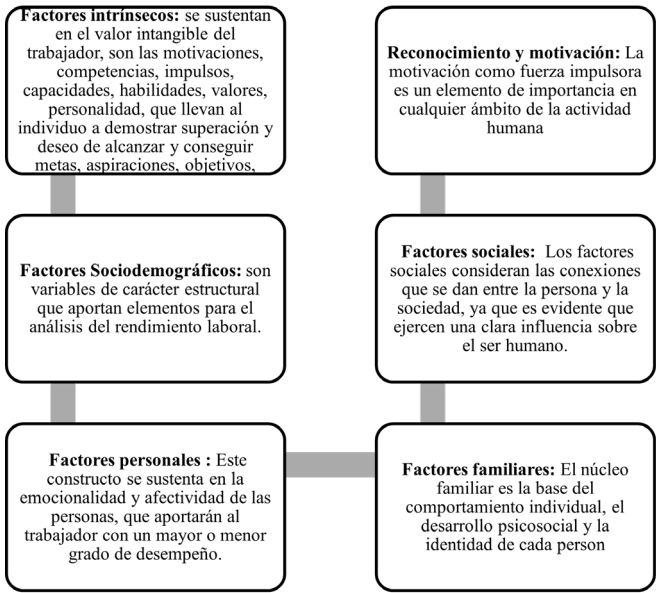 Factores intrínsecos: se sustentan
en el valor intangible del
trabajador, son las motivaciones,
competencias, impulsos,
capacidades, habilidades, valores,
personalidad, que llevan al
individuo a demostrar superación y
deseo de alcanzar y conseguir
metas, aspiraciones, objetivos,
Factores Sociodemográficos: son
variables de carácter estructural
que aportan elementos para el
análisis del rendimiento laboral.
Factores personales : Este
constructo se sustenta en la
emocionalidad y afectividad de las
personas, que aportarán al
trabajador con un mayor o menor
grado de desempeño.
Factores familiares: El núcleo
familiar es la base del
comportamiento individual, el
desarrollo psicosocial y la
identidad de cada person
Factores sociales: Los factores
sociales consideran las conexiones
que se dan entre la persona y la
sociedad, ya que es evidente que
ejercen una clara influencia sobre
el ser humano.
Reconocimiento y motivación: La
motivación como fuerza impulsora
es un elemento de importancia en
cualquier ámbito de la actividad
humana